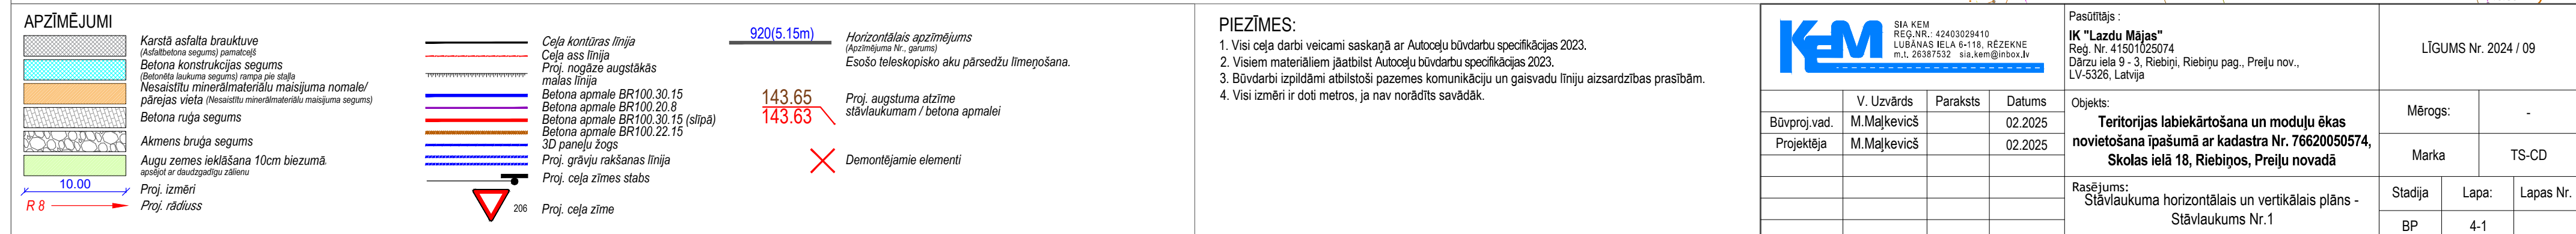 APZĪMĒJUMI
Karstā asfalta brauktuve
(Asfaltbetona segums) pamatceļš
Betona konstrukcijas segums
(Betonēta laukuma segums) rampa pie staļļa
Nesaistītu minerālmateriālu maisijuma nomale/
pārejas vieta (Nesaistītu minerālmateriālu maisijuma segums)
Betona ruģa segums
Akmens bruģa segums
Augu zemes ieklāšana 10cm biezumā
apsējot ar daudzgadīgu zālienu
10.00
Proj. izmēri
R 8
Proj. rādiuss
Ceļa kontūras līnija
Ceļa ass līnija
Proj. nogāze augstākās
malas līnija
Betona apmale BR100.30.15
Betona apmale BR100.20.8
Betona apmale BR100.30.15 (slīpā)
Betona apmale BR100.22.15
3D paneļu žogs
Proj. grāvju rakšanas līnija
Proj. ceļa zīmes stabs
206
Proj. ceļa zīme
920(5.15m)
Horizontālais apzīmējums
(Apzīmējuma Nr., garums)
Esošo teleskopisko aku pārsedžu līmeņošana.
143.65
143.63
Proj. augstuma atzīme
stāvlaukumam / betona apmalei
Demontējamie elementi
PIEZĪMES:
1. Visi ceļa darbi veicami saskaņā ar Autoceļu būvdarbu specifikācijas 2023.
2. Visiem materiāliem jāatbilst Autoceļu būvdarbu specifikācijas 2023.
3. Būvdarbi izpildāmi atbilstoši pazemes komunikāciju un gaisvadu līniju aizsardzības prasībām.
4. Visi izmēri ir doti metros, ja nav norādīts savādāk.
KEM
SIA KEM
REG.NR.: 42403029410
LUBĀNAS IELA 6-118, RĒZEKNE
m.t. 26387532 sia.kem@inbox.lv
V. Uzvārds Paraksts Datums
Būvproj.vad. M.Maļkevičš 02.2025
Projektēja M.Maļkevičš 02.2025
Pasūtītājs :
IK "Lazdu Mājas"
Reģ. Nr. 41501025074
Dārzu iela 9 - 3, Riebiņi, Riebiņu pag., Preiļu nov.,
LV-5326, Latvija
Objekts:
Teritorijas labiekārtošana un moduļu ēkas
novietošana īpašumā ar kadastra Nr. 76620050574,
Skolas ielā 18, Riebiņos, Preiļu novadā
Rasējums:
Stāvlaukuma horizontālais un vertikālais plāns -
Stāvlaukums Nr.1
LĪGUMS Nr. 2024 / 09
Mērogs: -
Marka TS-CD
Stadija Lapa: Lapas Nr.
BP 4-1